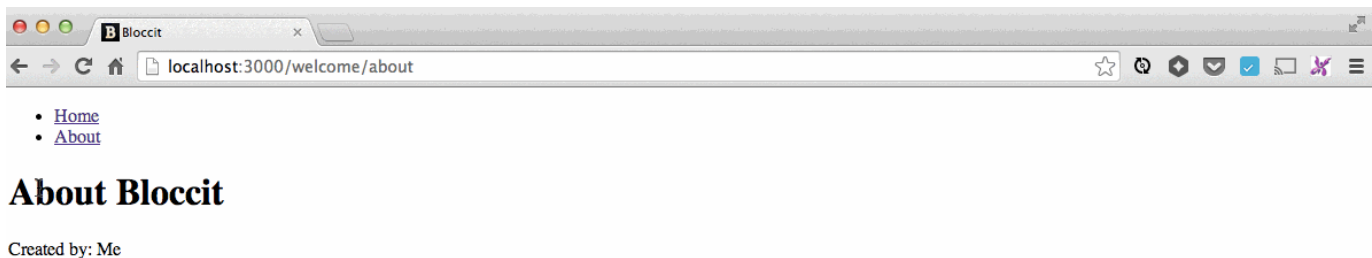 B Bloccit
localhost:3000/welcome/about
Home
About
About Bloccit
Created by: Me